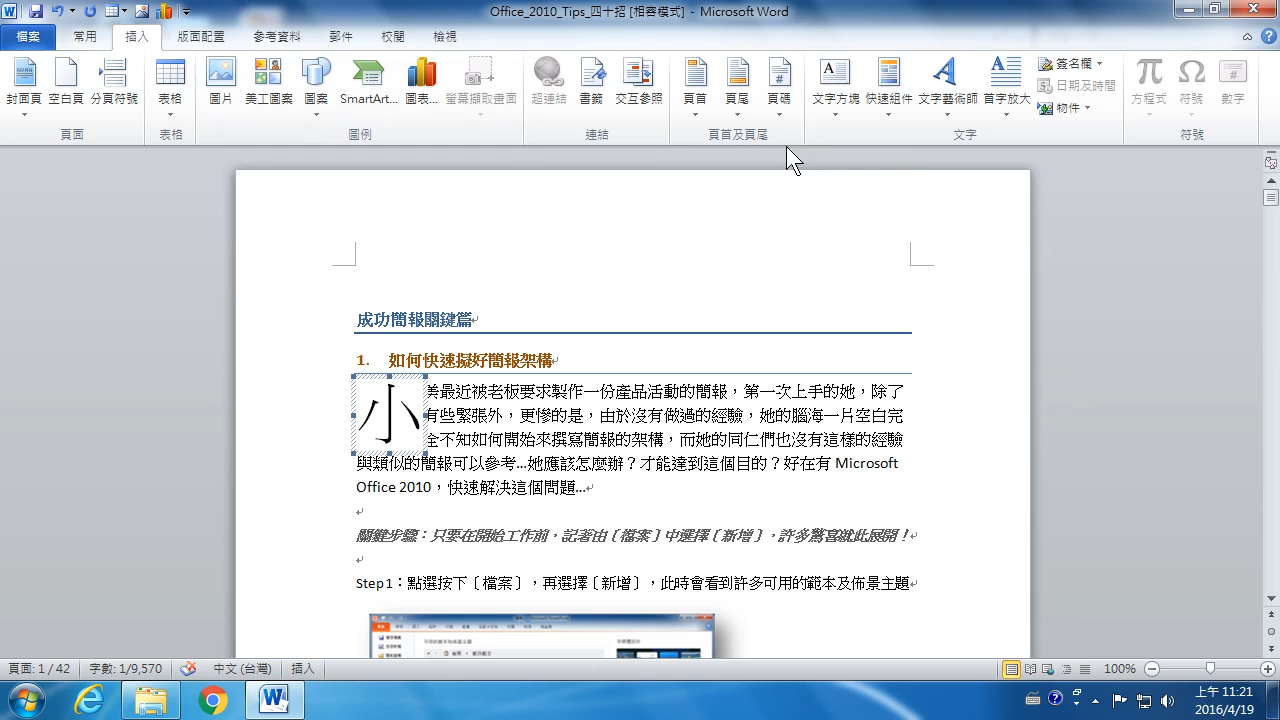 Office_2010_Tips_四十招 [相容模式] - Microsoft Word
檔案 常用 插入 版面配置 參考資料 郵件 校閱 檢視
封面頁 空白頁 分頁符號 表格 圖片 美工圖案 圖案 SmartArt... 圖表... 螢幕擷取畫面 超連結 書籤 交互參照 頁首 頁尾 頁碼 文字方塊 快速組件 文字藝術師 首字放大 簽名欄 日期及時間 物件 方程式 符號 數字
頁面 表格 圖例 連結 頁首及頁尾 文字 符號
成功簡報關鍵篇
1. 如何快速擬好簡報架構
小美最近被老板要求製作一份產品活動的簡報，第一次上手的她，除了
有些緊張外，更慘的是，由於沒有做過的經驗，她的腦海一片空白完
全不知如何開始來撰寫簡報的架構，而她的同仁們也沒有這樣的經驗
與類似的簡報可以參考…她應該怎麼辦？才能達到這個目的？好在有 Microsoft
Office 2010，快速解決這個問題…
關鍵步驟：只要在開始工作前，記著由〔檔案〕中選擇〔新增〕，許多驚喜就此展開！
Step1：點選按下〔檔案〕，再選擇〔新增〕，此時會看到許多可用的範本及佈景主題
頁面: 1 / 42 字數: 1/9,570 中文 (台灣) 插入 100%
上午 11:21
2016/4/19